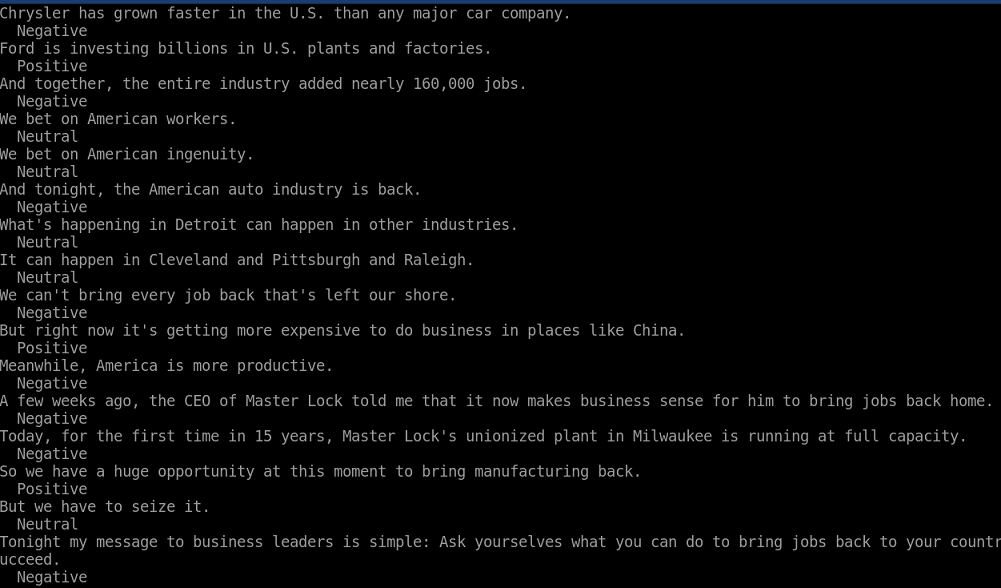 Chrysler has grown faster in the U.S. than any major car company.
Negative
Ford is investing billions in U.S. plants and factories.
Positive
And together, the entire industry added nearly 160,000 jobs.
Negative
We bet on American workers.
Neutral
We bet on American ingenuity.
Neutral
And tonight, the American auto industry is back.
Negative
What's happening in Detroit can happen in other industries.
Neutral
It can happen in Cleveland and Pittsburgh and Raleigh.
Neutral
We can't bring every job back that's left our shore.
Negative
But right now it's getting more expensive to do business in places like China.
Positive
Meanwhile, America is more productive.
Negative
A few weeks ago, the CEO of Master Lock told me that it now makes business sense for him to bring jobs back home.
Negative
Today, for the first time in 15 years, Master Lock's unionized plant in Milwaukee is running at full capacity.
Negative
So we have a huge opportunity at this moment to bring manufacturing back.
Positive
But we have to seize it.
Neutral
Tonight my message to business leaders is simple: Ask yourselves what you can do to bring jobs back to your countr
ucceed.
Negative